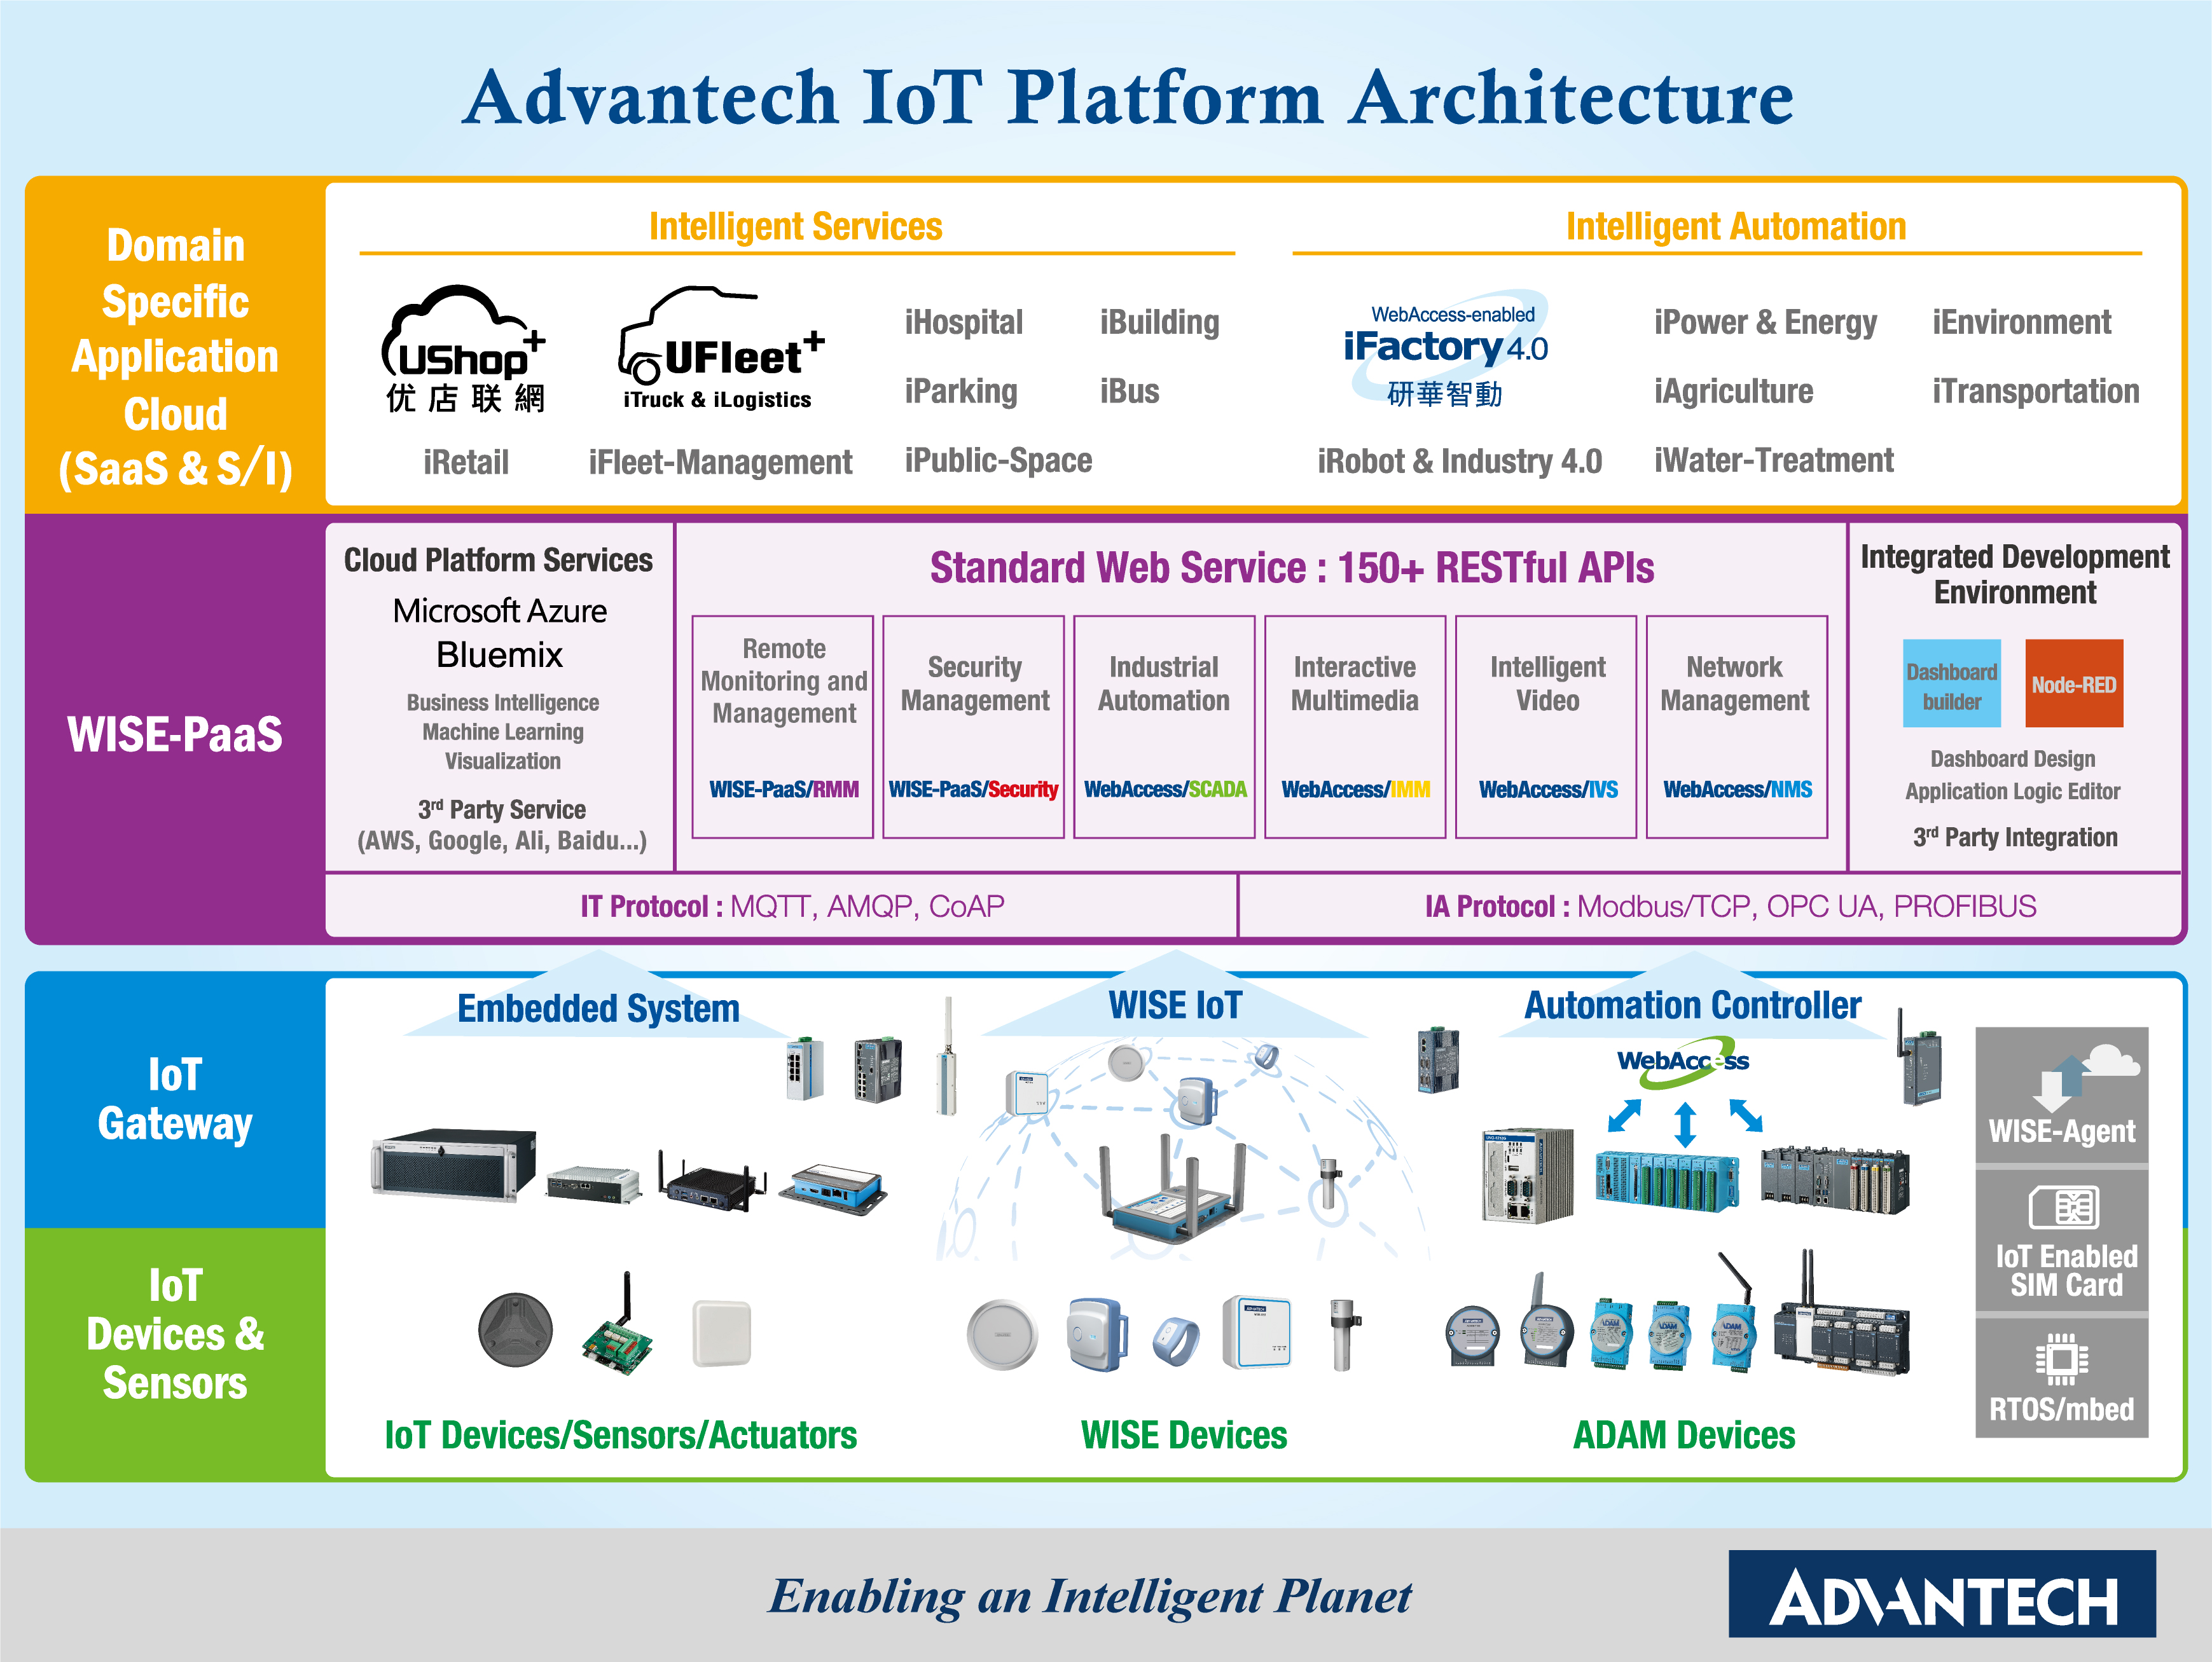 Advantech IoT Platform Architecture
Domain
Specific
Application
Cloud
(SaaS & S/I)
Intelligent Services
UShop+
优店联網
iRetail
UFleet+
iTruck & iLogistics
iFleet-Management
iHospital
iBuilding
iParking
iBus
iPublic-Space
Intelligent Automation
WebAccess-enabled
iFactory 4.0
研華智動
iRobot & Industry 4.0
iPower & Energy
iEnvironment
iAgriculture
iTransportation
iWater-Treatment
WISE-PaaS
Cloud Platform Services
Microsoft Azure
Bluemix
Business Intelligence
Machine Learning
Visualization
3rd Party Service
(AWS, Google, Ali, Baidu...)
Standard Web Service : 150+ RESTful APIs
Remote
Monitoring and
Management
WISE-PaaS/RMM
Security
Management
WISE-PaaS/Security
Industrial
Automation
WebAccess/SCADA
Interactive
Multimedia
WebAccess/IMM
Intelligent
Video
WebAccess/IVS
Network
Management
WebAccess/NMS
Integrated Development
Environment
Dashboard
builder
Node-RED
Dashboard Design
Application Logic Editor
3rd Party Integration
IT Protocol : MQTT, AMQP, CoAP
IA Protocol : Modbus/TCP, OPC UA, PROFIBUS
IoT
Gateway
Embedded System
WISE IoT
Automation Controller
WebAccess
WISE-Agent
IoT Enabled
SIM Card
RTOS/mbed
IoT
Devices &
Sensors
ADAM
ADAM
ADAM
IoT Devices/Sensors/Actuators
WISE Devices
ADAM Devices
Enabling an Intelligent Planet
ADVANTECH